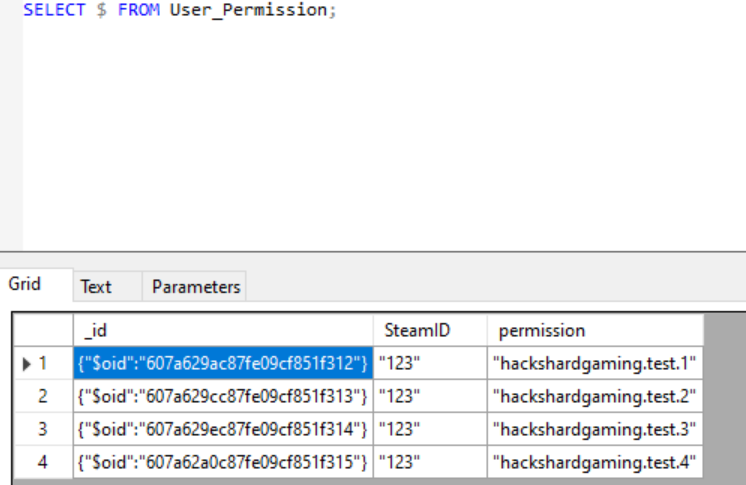 SELECT $ FROM User_Permission;
Grid Text Parameters
_id SteamID permission
1 {"$oid":"607a629ac87fe09cf851f312"} "123" "hackshardgaming.test.1"
2 {"$oid":"607a629cc87fe09cf851f313"} "123" "hackshardgaming.test.2"
3 {"$oid":"607a629ec87fe09cf851f314"} "123" "hackshardgaming.test.3"
4 {"$oid":"607a62a0c87fe09cf851f315"} "123" "hackshardgaming.test.4"